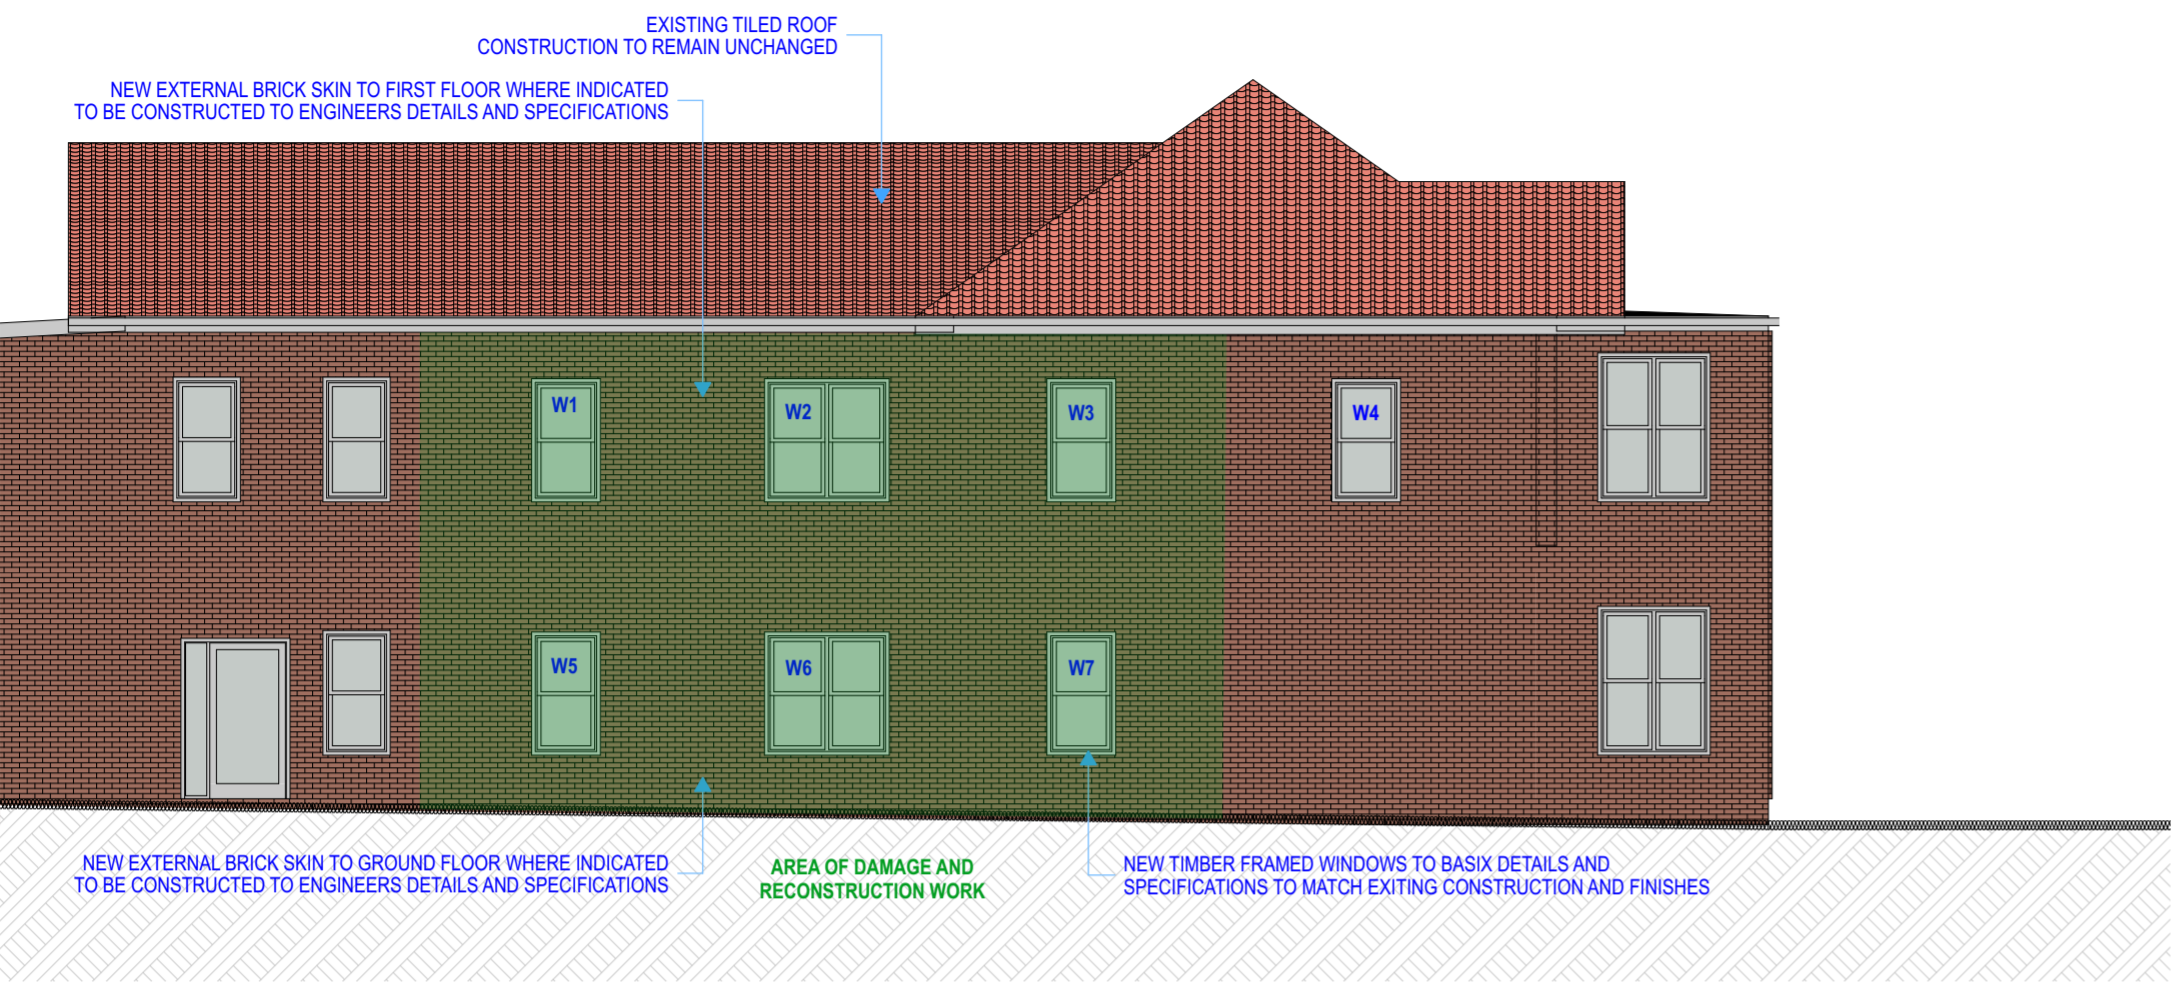 EXISTING TILED ROOF
CONSTRUCTION TO REMAIN UNCHANGED
NEW EXTERNAL BRICK SKIN TO FIRST FLOOR WHERE INDICATED
TO BE CONSTRUCTED TO ENGINEERS DETAILS AND SPECIFICATIONS
W1
W2
W3
W4
W5
W6
W7
NEW EXTERNAL BRICK SKIN TO GROUND FLOOR WHERE INDICATED
TO BE CONSTRUCTED TO ENGINEERS DETAILS AND SPECIFICATIONS
AREA OF DAMAGE AND
RECONSTRUCTION WORK
NEW TIMBER FRAMED WINDOWS TO BASIX DETAILS AND
SPECIFICATIONS TO MATCH EXITING CONSTRUCTION AND FINISHES